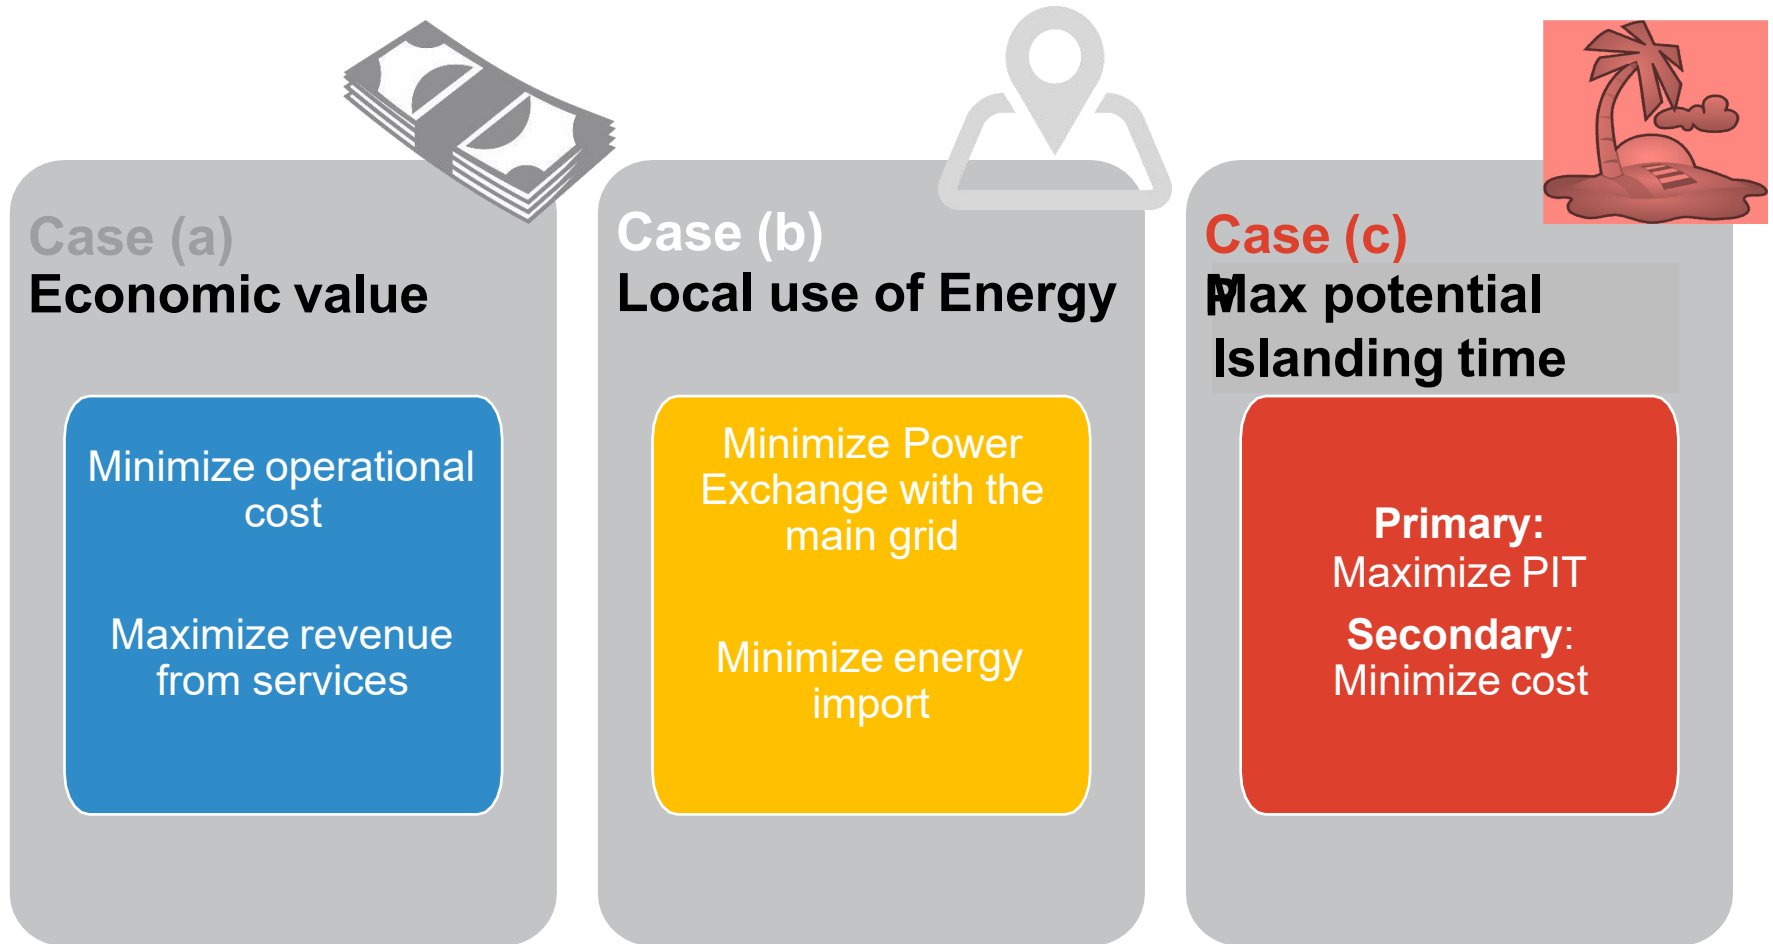 Case (a)
Economic value
Minimize operational
cost
Maximize revenue
from services
Case (b)
Local use of Energy
Minimize Power
Exchange with the
main grid
Minimize energy
import
Case (c)
Max potential
Islanding time
Primary:
Maximize PIT
Secondary:
Minimize cost